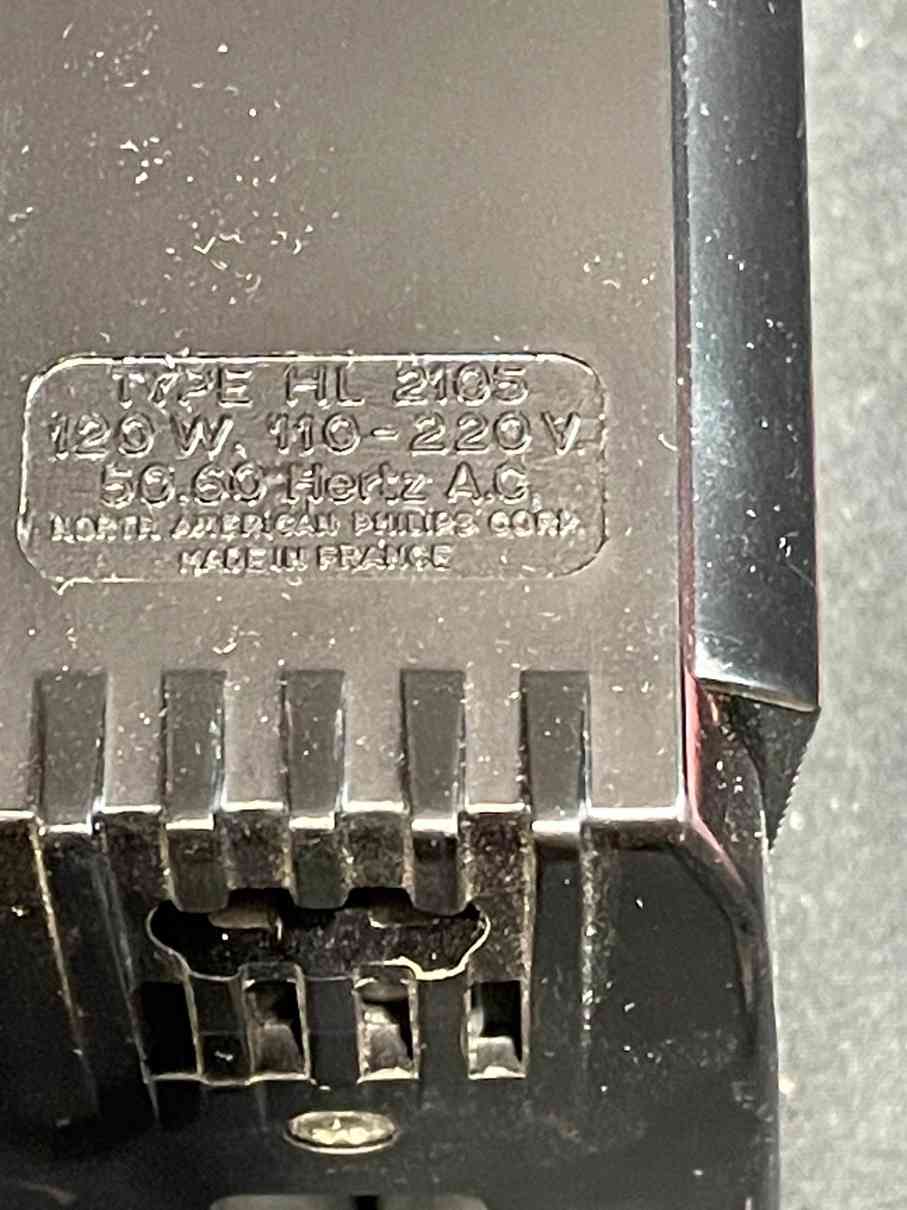 TYPE HL 2105
120 W. 110-220 V.
50.60 Hertz A.C.
NORTH AMERICAN PHILIPS CORP.
MADE IN FRANCE